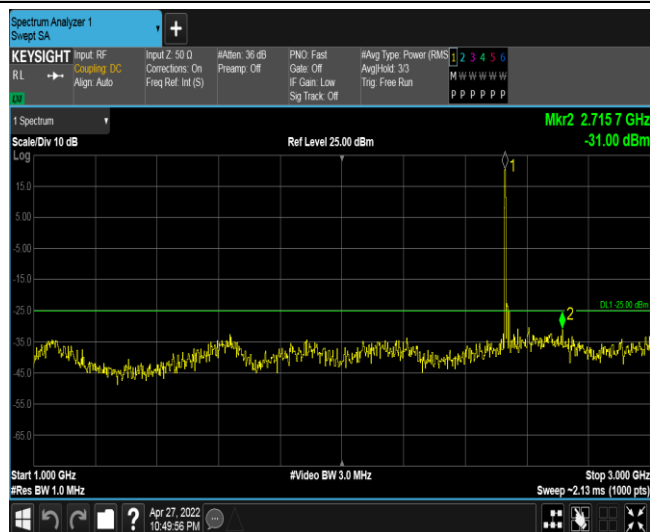 Spectrum Analyzer 1
Swept SA
+
KEYSIGHT Input: RF Input Z: 50 Ω #Atten: 36 dB PNO: Fast #Avg Type: Power (RMS 1 2 3 4 5 6
RL Coupling: DC Corrections: On Preamp: Off Gate: Off Avg|Hold: 3/3 M W W W W W
Align: Auto Freq Ref: Int (S) IF Gain: Low Trig: Free Run
Sig Track: Off P P P P P P
1 Spectrum Mkr2 2.715 7 GHz
Scale/Div 10 dB Ref Level 25.00 dBm -31.00 dBm
Log
1
15.0
5.00
-5.00
-15.0
-25.0 2 DL1 -25.00 dBm
-35.0
-45.0
-55.0
-65.0
Start 1.000 GHz #Video BW 3.0 MHz Stop 3.000 GHz
#Res BW 1.0 MHz Sweep ~2.13 ms (1000 pts)
? Apr 27, 2022
10:49:56 PM